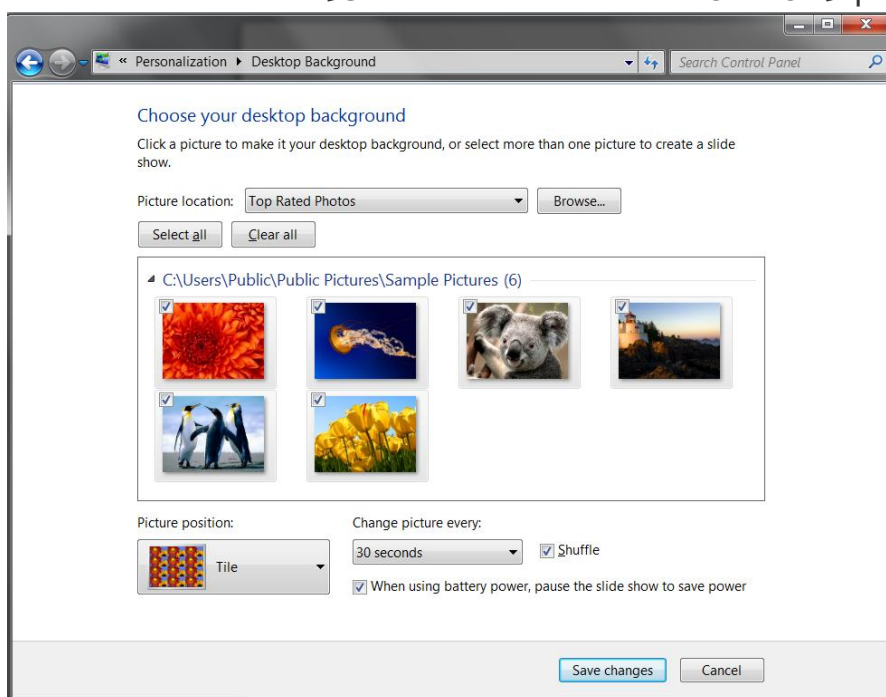 « Personalization ▸ Desktop Background
Search Control Panel
Choose your desktop background
Click a picture to make it your desktop background, or select more than one picture to create a slide
show.
Picture location: Top Rated Photos Browse...
Select all Clear all
C:\Users\Public\Public Pictures\Sample Pictures (6)
Picture position: Change picture every:
Tile 30 seconds Shuffle
When using battery power, pause the slide show to save power
Save changes Cancel